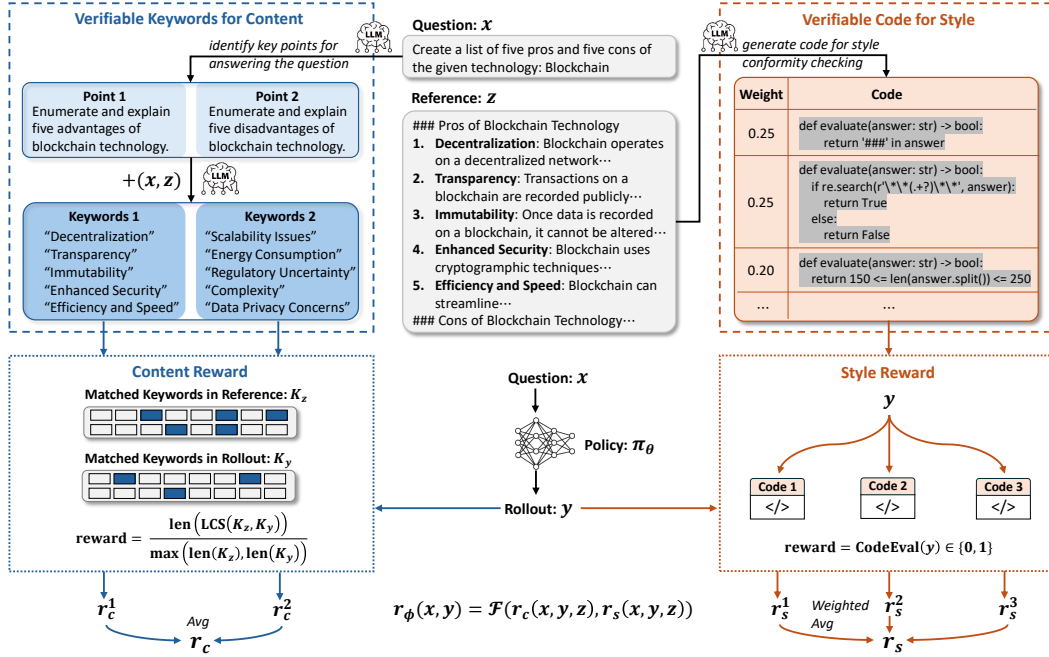 Verifiable Keywords for Content
LLM
identify key points for
answering the question
Point 1
Enumerate and explain
five advantages of
blockchain technology.
Point 2
Enumerate and explain
five disadvantages of
blockchain technology.
+(x, z)
LLM
Keywords 1
“Decentralization”
“Transparency”
“Immutability”
“Enhanced Security”
“Efficiency and Speed”
Keywords 2
“Scalability Issues”
“Energy Consumption”
“Regulatory Uncertainty”
“Complexity”
“Data Privacy Concerns”
Question: x
Create a list of five pros and five cons of
the given technology: Blockchain
Reference: z
### Pros of Blockchain Technology
1. Decentralization: Blockchain operates
on a decentralized network⋯
2. Transparency: Transactions on a
blockchain are recorded publicly⋯
3. Immutability: Once data is recorded
on a blockchain, it cannot be altered⋯
4. Enhanced Security: Blockchain uses
cryptographic techniques⋯
5. Efficiency and Speed: Blockchain can
streamline⋯
### Cons of Blockchain Technology⋯
Verifiable Code for Style
LLM
generate code for style
conformity checking
Weight Code
0.25
def evaluate(answer: str) -> bool:
return '###' in answer
0.25
def evaluate(answer: str) -> bool:
if re.search(r'\*\*(.+?)\*\*', answer):
return True
else:
return False
0.20
def evaluate(answer: str) -> bool:
return 150 <= len(answer.split()) <= 250
... ...
Content Reward
Matched Keywords in Reference: K_z
Matched Keywords in Rollout: K_y
reward = len(LCS(K_z, K_y)) / max(len(K_z), len(K_y))
r_c^1
r_c^2
Avg
r_c
Question: x
Policy: π_θ
Rollout: y
r_ϕ(x, y) = F(r_c(x, y, z), r_s(x, y, z))
Style Reward
y
Code 1
</>
Code 2
</>
Code 3
</>
reward = CodeEval(y) ∈ {0, 1}
r_s^1
Weighted
Avg
r_s^2
r_s^3
r_s